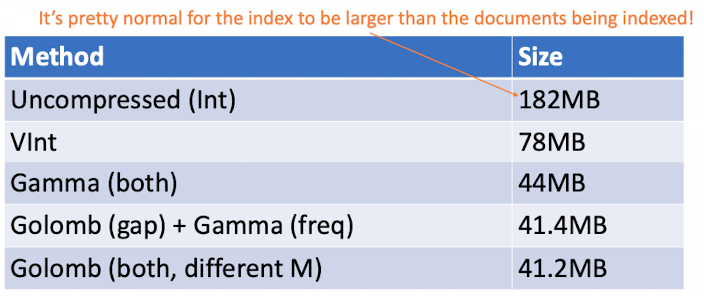 It's pretty normal for the index to be larger than the documents being indexed!
Method Size
Uncompressed (Int) 182MB
VInt 78MB
Gamma (both) 44MB
Golomb (gap) + Gamma (freq) 41.4MB
Golomb (both, different M) 41.2MB